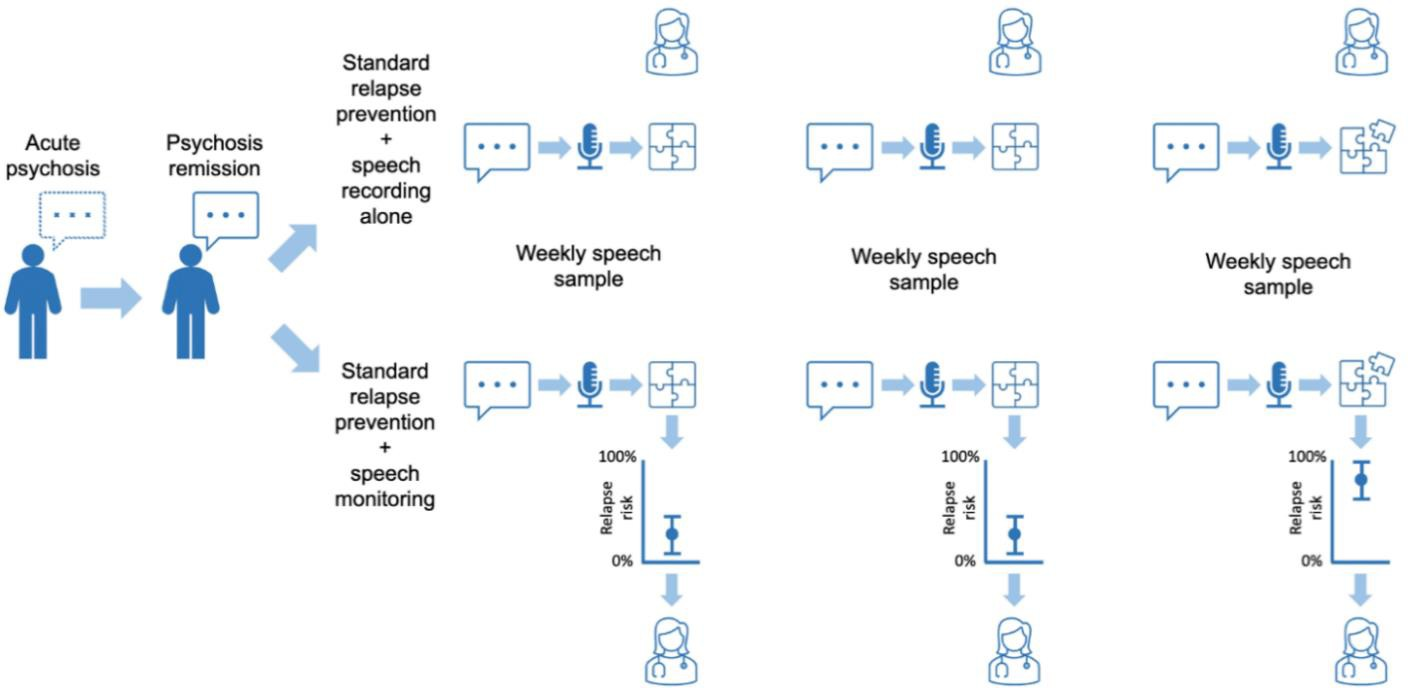 Acute
psychosis
Psychosis
remission
Standard
relapse
prevention
+
speech
recording
alone
Weekly speech
sample
Weekly speech
sample
Weekly speech
sample
Standard
relapse
prevention
+
speech
monitoring
100%
Relapse
risk
0%
100%
Relapse
risk
0%
100%
Relapse
risk
0%